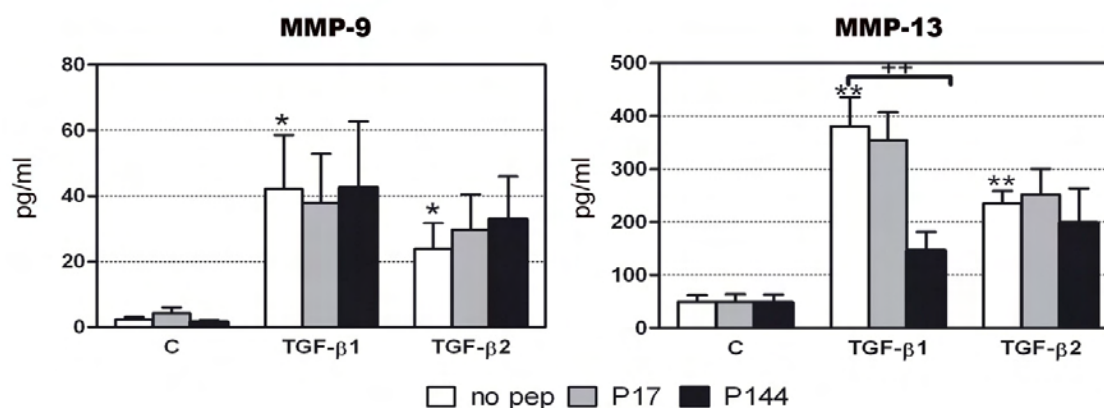 MMP-9
80
60
40
20
0
pg/ml
*
*
C TGF-β1 TGF-β2
MMP-13
500
400
300
200
100
0
pg/ml
++
**
**
C TGF-β1 TGF-β2
no pep P17 P144